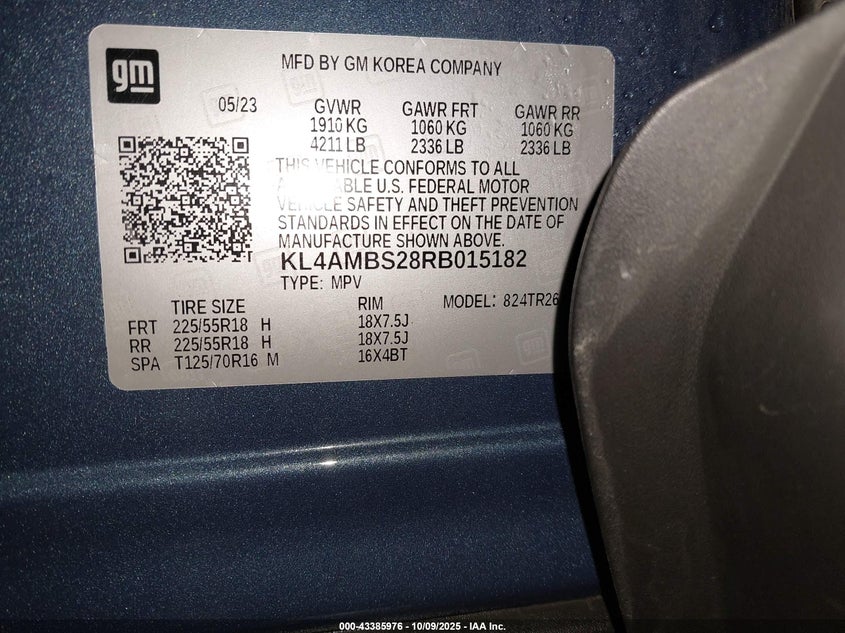 gm
MFD BY GM KOREA COMPANY
05/23 GVWR GAWR FRT GAWR RR
1910 KG 1060 KG 1060 KG
4211 LB 2336 LB 2336 LB
THIS VEHICLE CONFORMS TO ALL
U.S. FEDERAL MOTOR
VEHICLE SAFETY AND THEFT PREVENTION
STANDARDS IN EFFECT ON THE DATE OF
MANUFACTURE SHOWN ABOVE.
KL4AMBS28RB015182
TYPE: MPV
TIRE SIZE RIM MODEL: 824TR26
FRT 225/55R18 H 18X7.5J
RR 225/55R18 H 18X7.5J
SPA T125/70R16 M 16X4BT
000-43385976 - 10/09/2025 - IAA Inc.